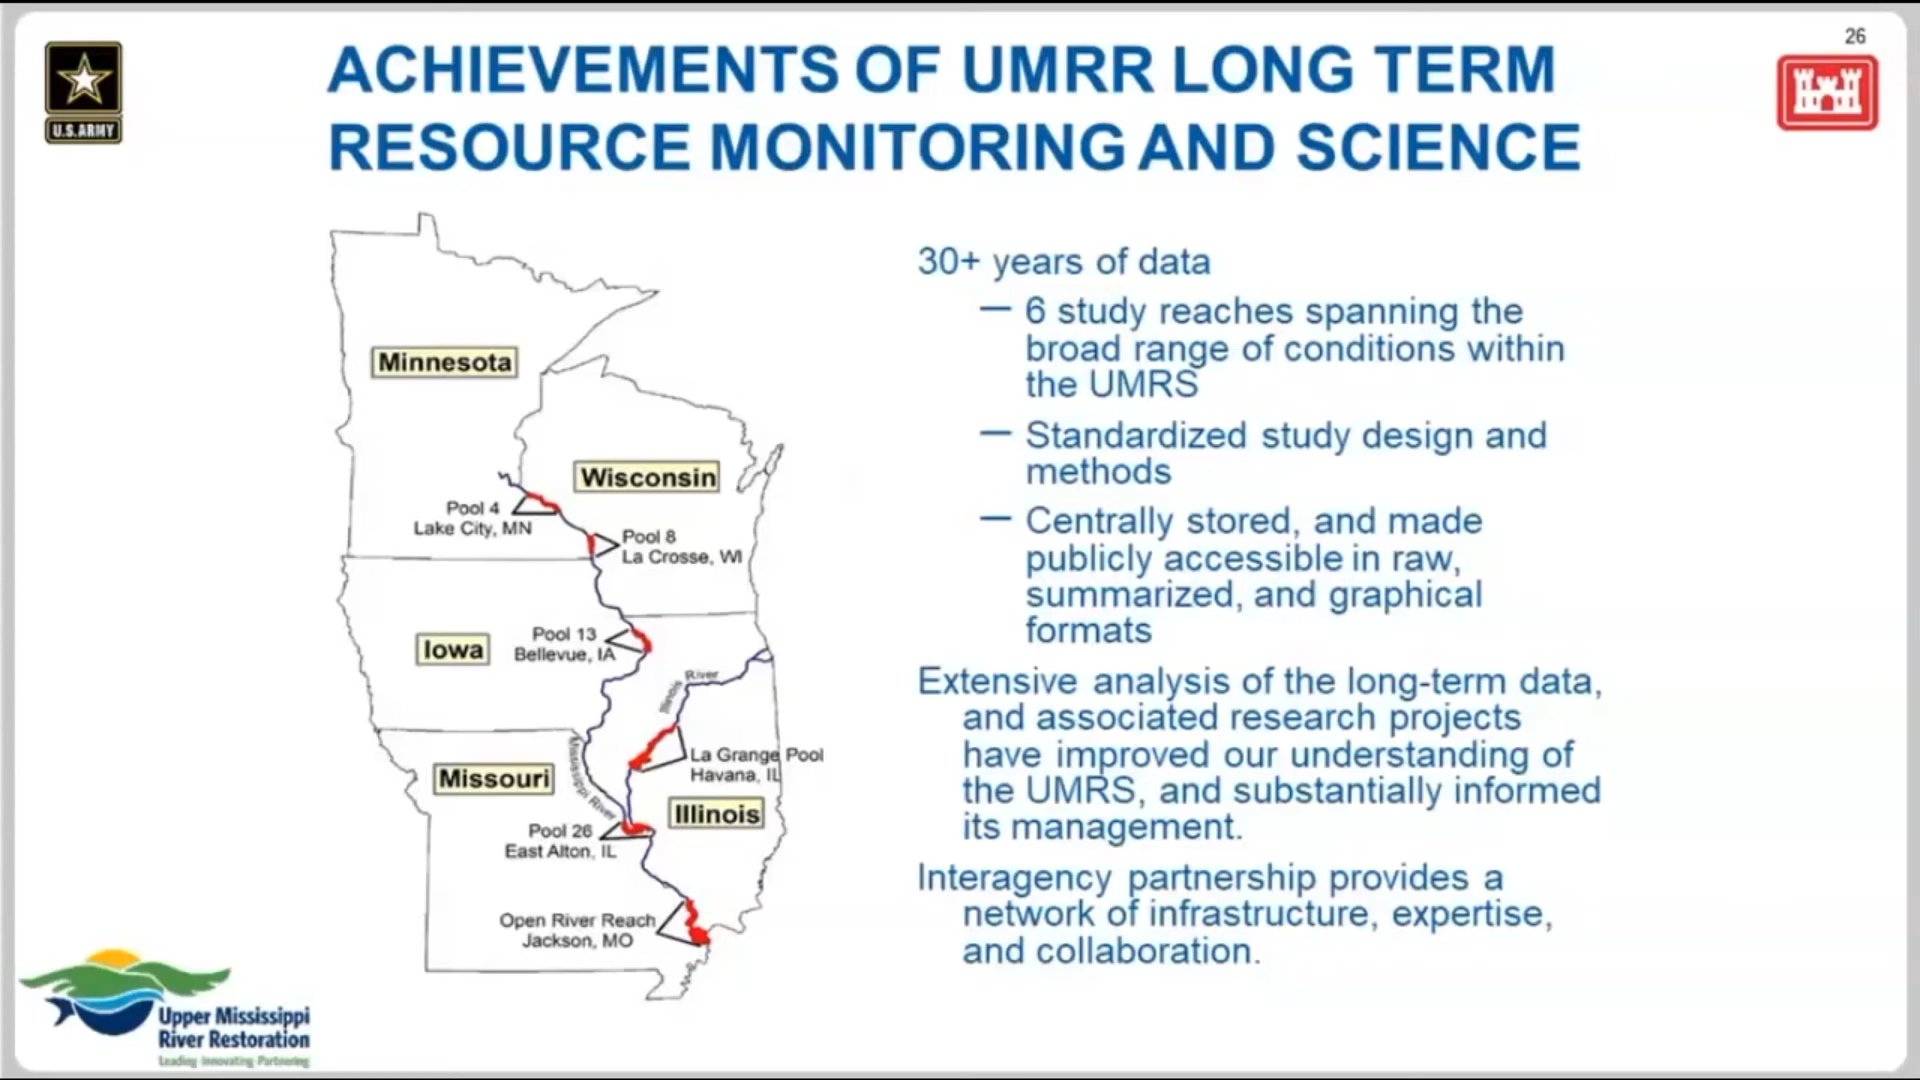 26
U.S.ARMY
ACHIEVEMENTS OF UMRR LONG TERM
RESOURCE MONITORING AND SCIENCE
Minnesota
Wisconsin
Pool 4
Lake City, MN
Pool 8
La Crosse, WI
Iowa
Pool 13
Bellevue, IA
Illinois River
Mississippi River
La Grange Pool
Havana, IL
Missouri
Illinois
Pool 26
East Alton, IL
Open River Reach
Jackson, MO
30+ years of data
— 6 study reaches spanning the
broad range of conditions within
the UMRS
— Standardized study design and
methods
— Centrally stored, and made
publicly accessible in raw,
summarized, and graphical
formats
Extensive analysis of the long-term data,
and associated research projects
have improved our understanding of
the UMRS, and substantially informed
its management.
Interagency partnership provides a
network of infrastructure, expertise,
and collaboration.
Upper Mississippi
River Restoration
Leading·Innovating·Partnering